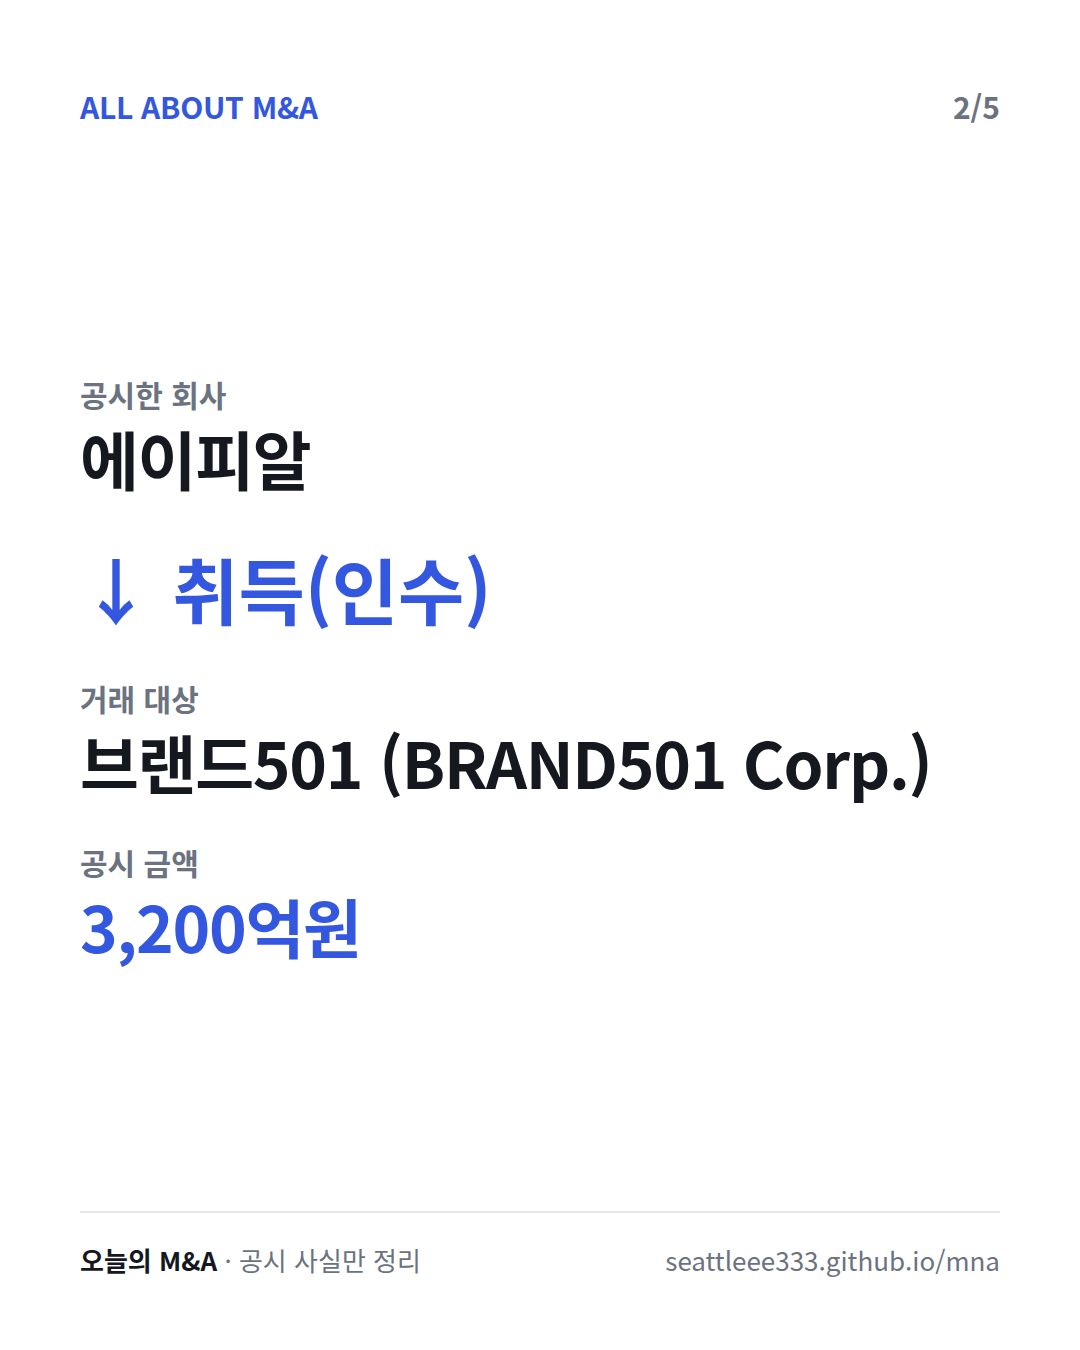 ALL ABOUT M&A
2/5
공시한 회사
에이피알
↓ 취득(인수)
거래 대상
브랜드501 (BRAND501 Corp.)
공시 금액
3,200억원
오늘의 M&A · 공시 사실만 정리
seattleee333.github.io/mna